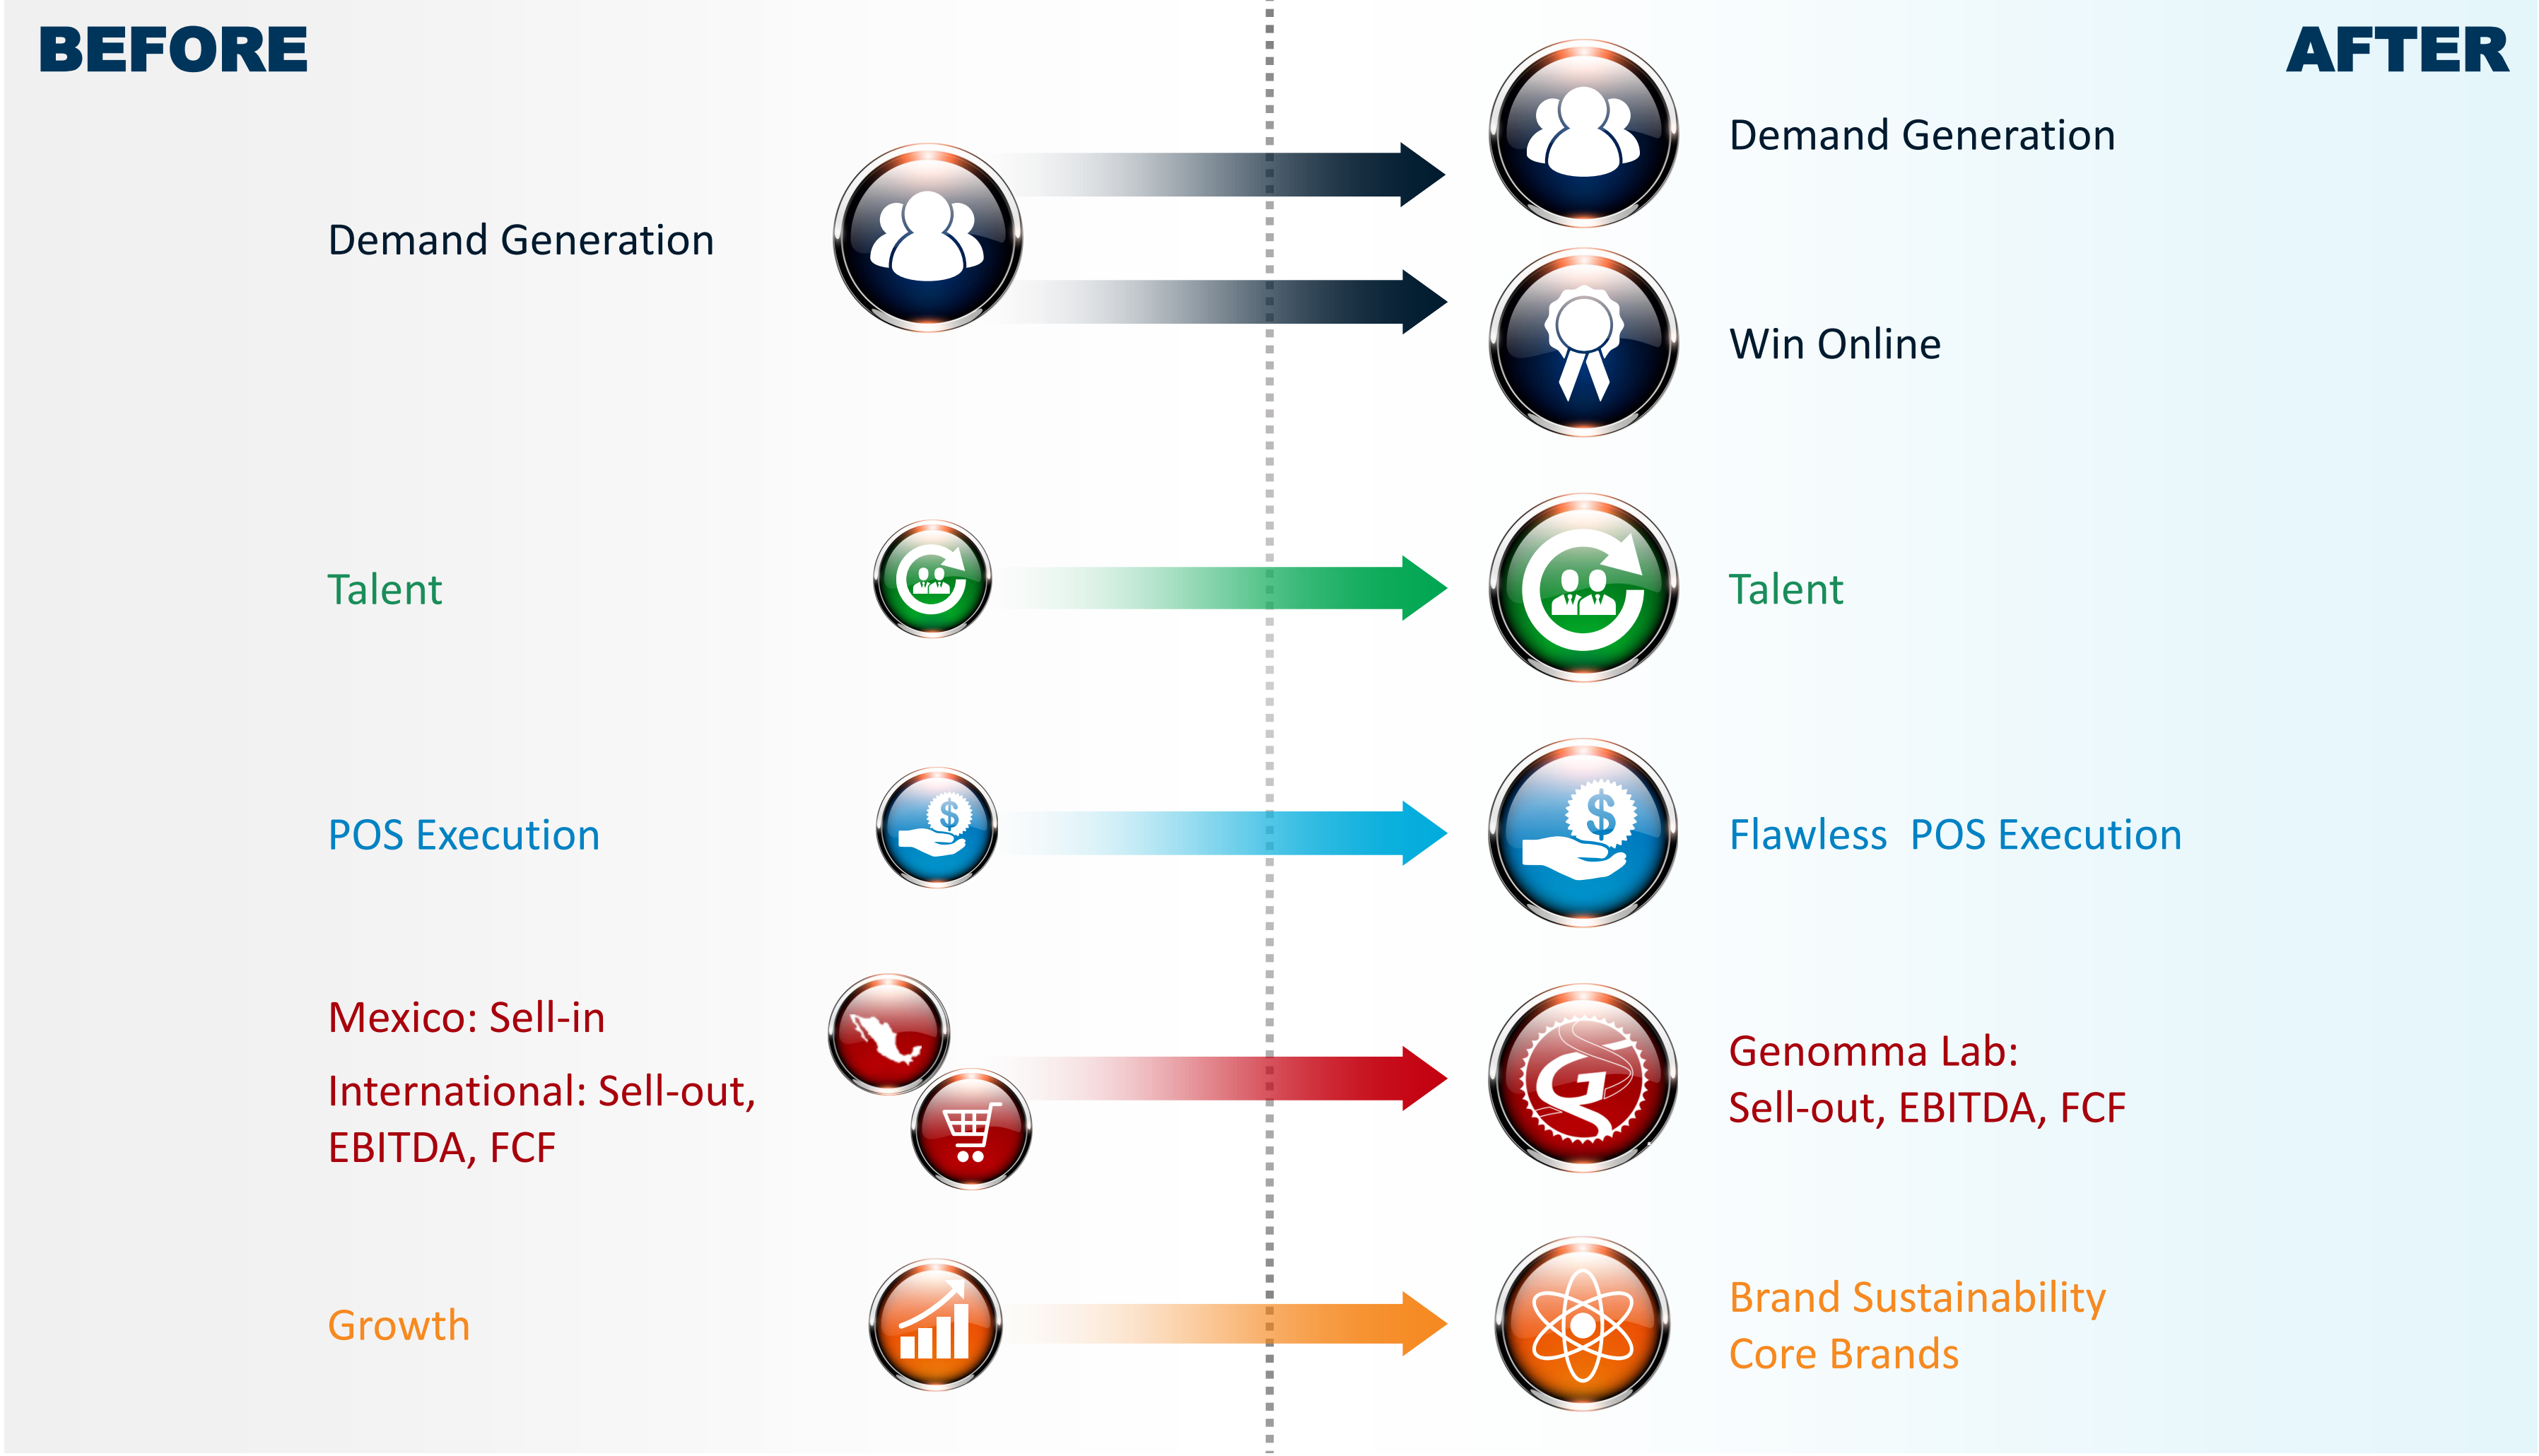 BEFORE
AFTER
Demand Generation
Demand Generation
Win Online
Talent
Talent
POS Execution
$
$
Flawless  POS Execution
Mexico: Sell-in
International: Sell-out,
EBITDA, FCF
G
Genomma Lab:
Sell-out, EBITDA, FCF
Growth
Brand Sustainability
Core Brands